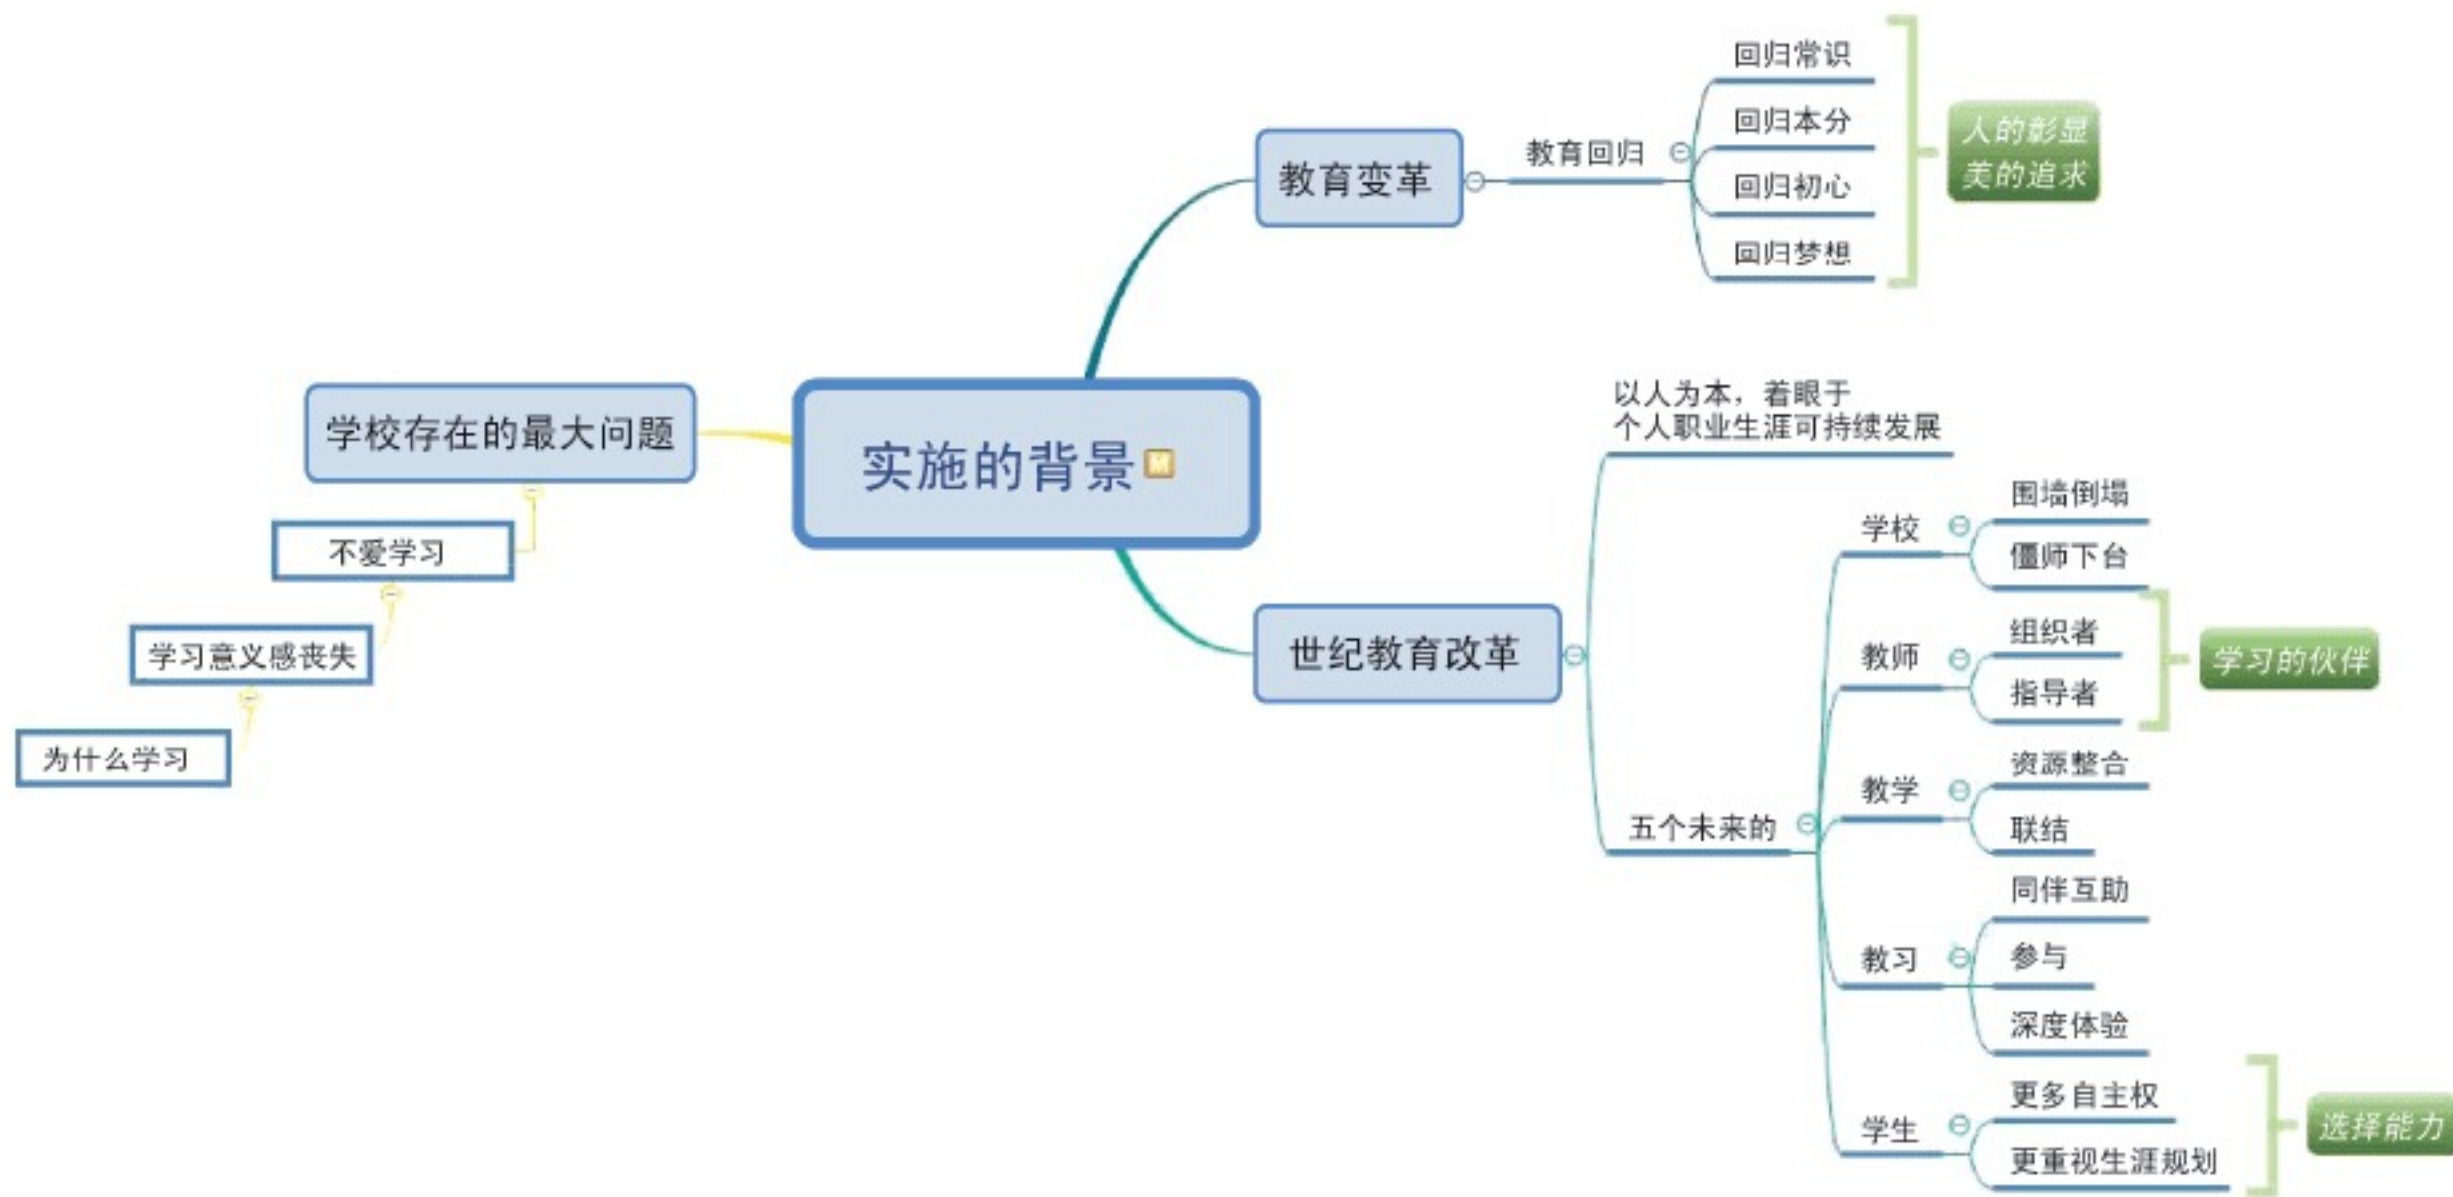 实施的背景
教育变革
教育回归
回归常识
回归本分
回归初心
回归梦想
人的彰显
美的追求
世纪教育改革
以人为本，着眼于
个人职业生涯可持续发展
五个未来的
学校
围墙倒塌
僵师下台
教师
组织者
指导者
学习的伙伴
教学
资源整合
联结
教习
同伴互助
参与
深度体验
学生
更多自主权
更重视生涯规划
选择能力
学校存在的最大问题
不爱学习
学习意义感丧失
为什么学习